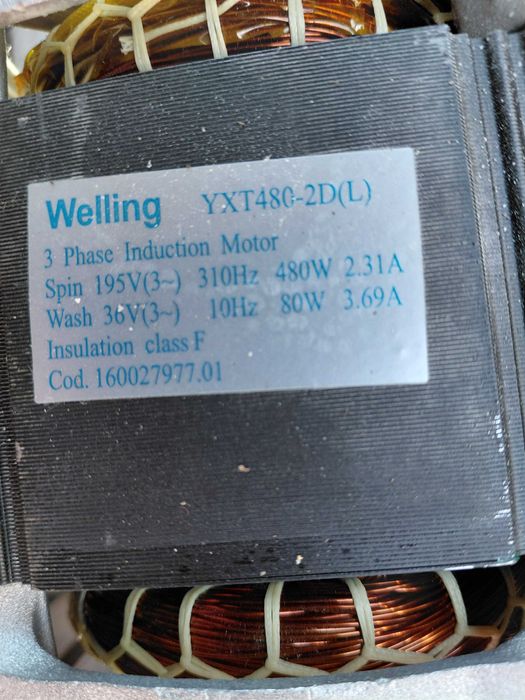 Welling YXT480-2D(L)
3 Phase Induction Motor
Spin 195V(3~) 310Hz 480W 2.31A
Wash 36V(3~) 10Hz 80W 3.69A
Insulation class F
Cod. 160027977.01